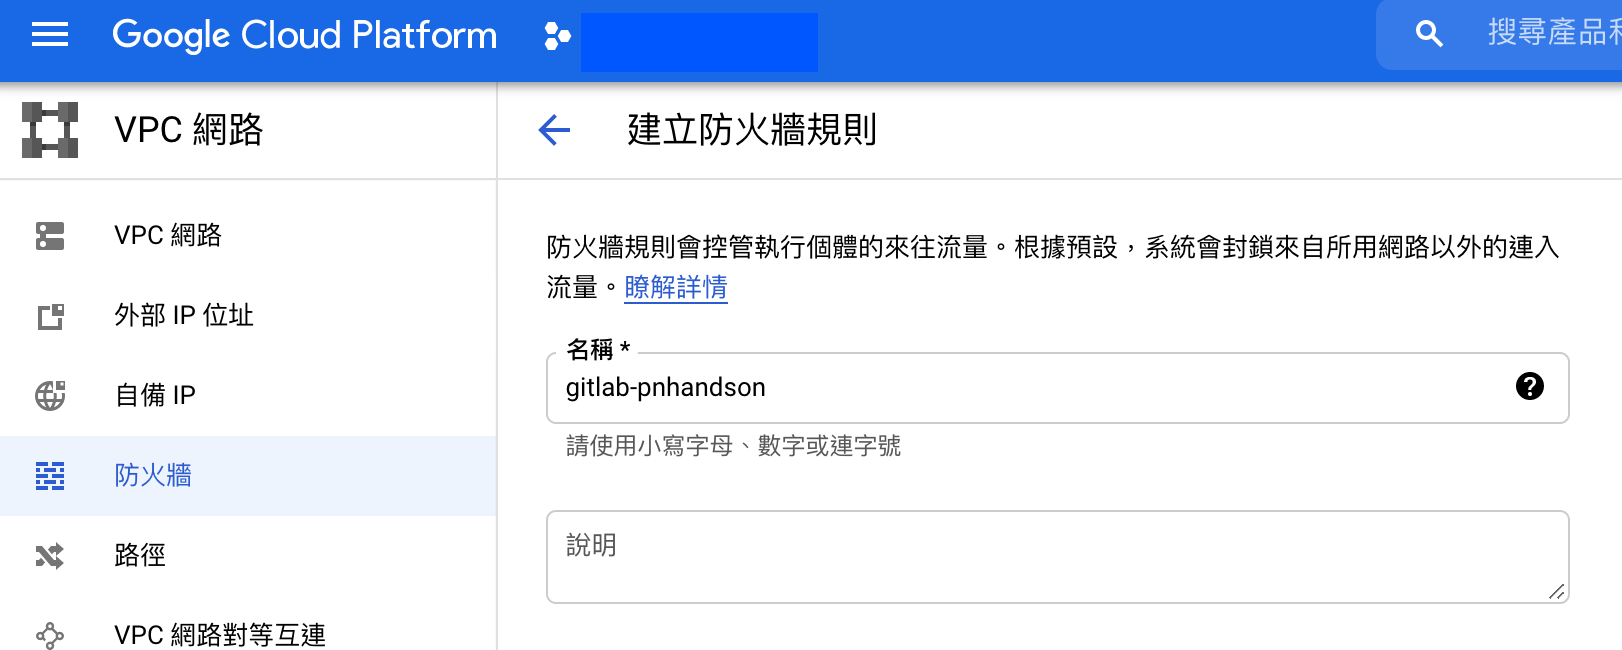 Google Cloud Platform
搜尋產品和
VPC 網路
建立防火牆規則
VPC 網路
外部 IP 位址
自備 IP
防火牆
路徑
VPC 網路對等互連
防火牆規則會控管執行個體的來往流量。根據預設，系統會封鎖來自所用網路以外的連入
流量。瞭解詳情
名稱 *
gitlab-pnhandson
請使用小寫字母、數字或連字號
說明